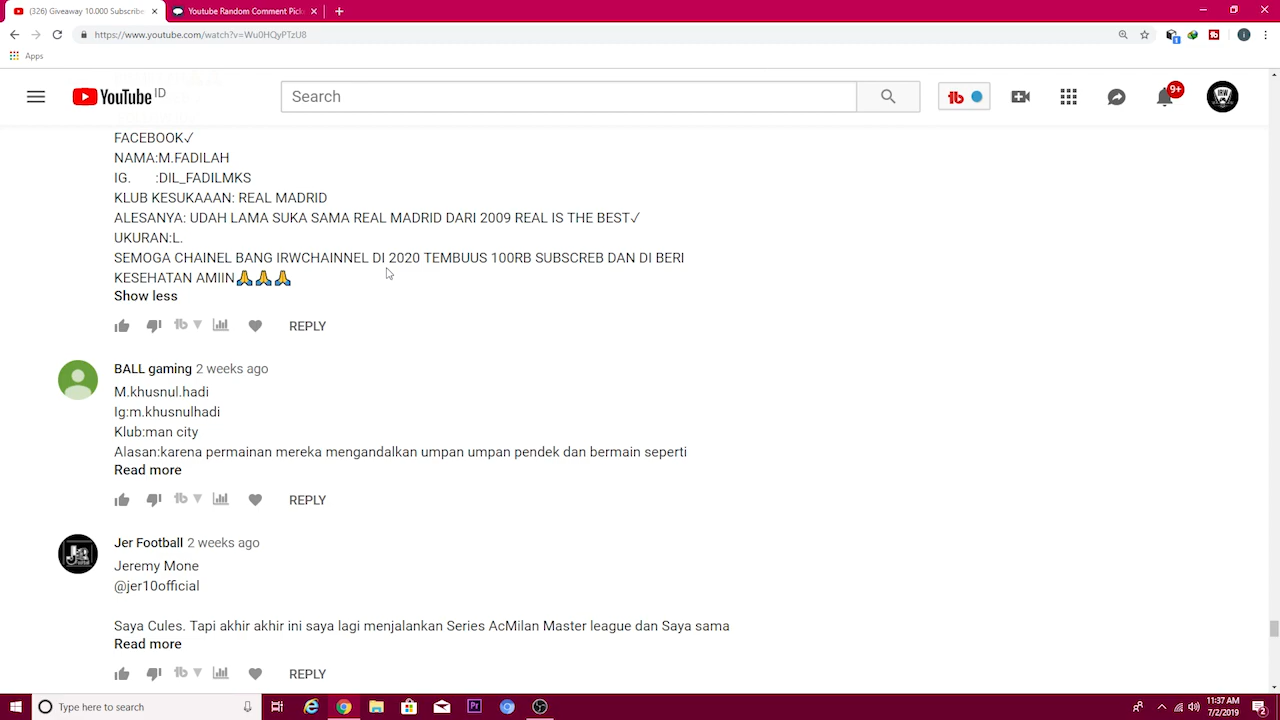 (326) Giveaway 10.000 Subscribe
Youtube Random Comment Pick
https://www.youtube.com/watch?v=Wu0HQyPTzU8
Apps
YouTube ID
Search
9+
FACEBOOK✓
NAMA:M.FADILAH
IG. :DIL_FADILMKS
KLUB KESUKAAAN: REAL MADRID
ALESANYA: UDAH LAMA SUKA SAMA REAL MADRID DARI 2009 REAL IS THE BEST✓
UKURAN:L.
SEMOGA CHAINEL BANG IRWCHAINNEL DI 2020 TEMBUUS 100RB SUBSCREB DAN DI BERI
KESEHATAN AMIIN🙏🙏🙏
Show less
REPLY
BALL gaming 2 weeks ago
M.khusnul.hadi
Ig:m.khusnulhadi
Klub:man city
Alasan:karena permainan mereka mengandalkan umpan umpan pendek dan bermain seperti
Read more
REPLY
Jer Football 2 weeks ago
Jeremy Mone
@jer10official
Saya Cules. Tapi akhir akhir ini saya lagi menjalankan Series AcMilan Master league dan Saya sama
Read more
REPLY
Type here to search
11:37 AM
7/2/2019